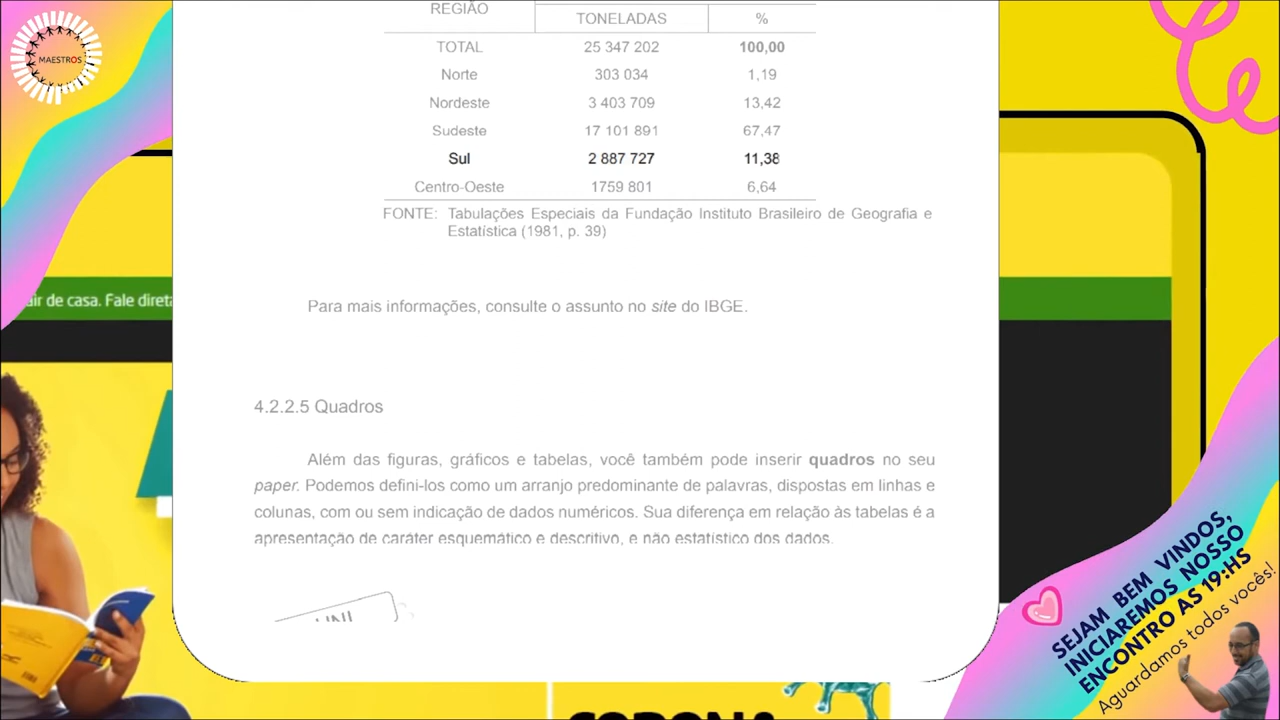 MAESTROS
REGIÃO
TONELADAS %
TOTAL 25 347 202 100,00
Norte 303 034 1,19
Nordeste 3 403 709 13,42
Sudeste 17 101 891 67,47
Sul 2 887 727 11,38
Centro-Oeste 1759 801 6,64
FONTE: Tabulações Especiais da Fundação Instituto Brasileiro de Geografia e
Estatística (1981, p. 39)
air de casa. Fale direta
Para mais informações, consulte o assunto no site do IBGE.
4.2.2.5 Quadros
Além das figuras, gráficos e tabelas, você também pode inserir quadros no seu
paper. Podemos defini-los como um arranjo predominante de palavras, dispostas em linhas e
colunas, com ou sem indicação de dados numéricos. Sua diferença em relação às tabelas é a
apresentação de caráter esquemático e descritivo, e não estatístico dos dados.
UNI
SEJAM BEM VINDOS,
INICIAREMOS NOSSO
ENCONTRO AS 19:HS
Aguardamos todos vocês!
CORONA